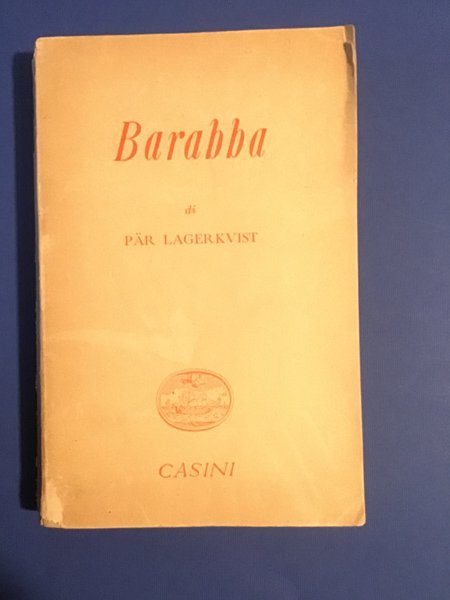 Barabba
di
PÄR LAGERKVIST
CASINI